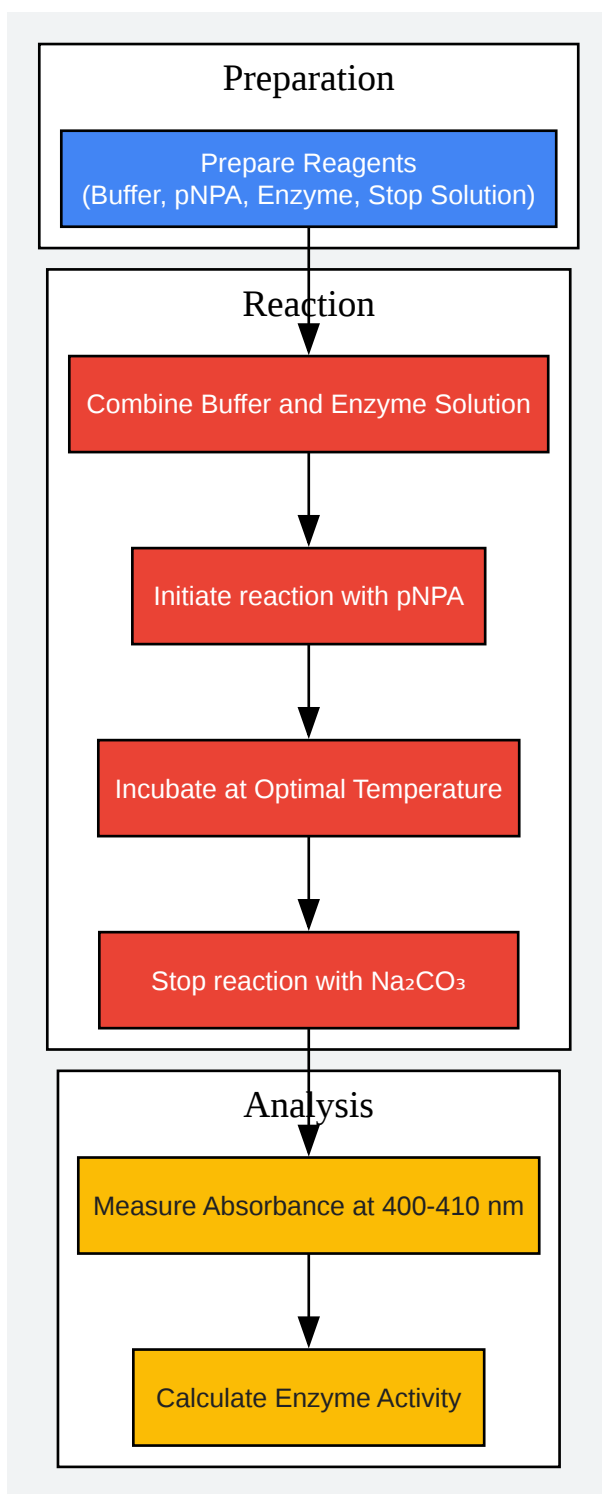 Preparation
Prepare Reagents
(Buffer, pNPA, Enzyme, Stop Solution)
Reaction
Combine Buffer and Enzyme Solution
Initiate reaction with pNPA
Incubate at Optimal Temperature
Stop reaction with Na₂CO₃
Analysis
Measure Absorbance at 400-410 nm
Calculate Enzyme Activity